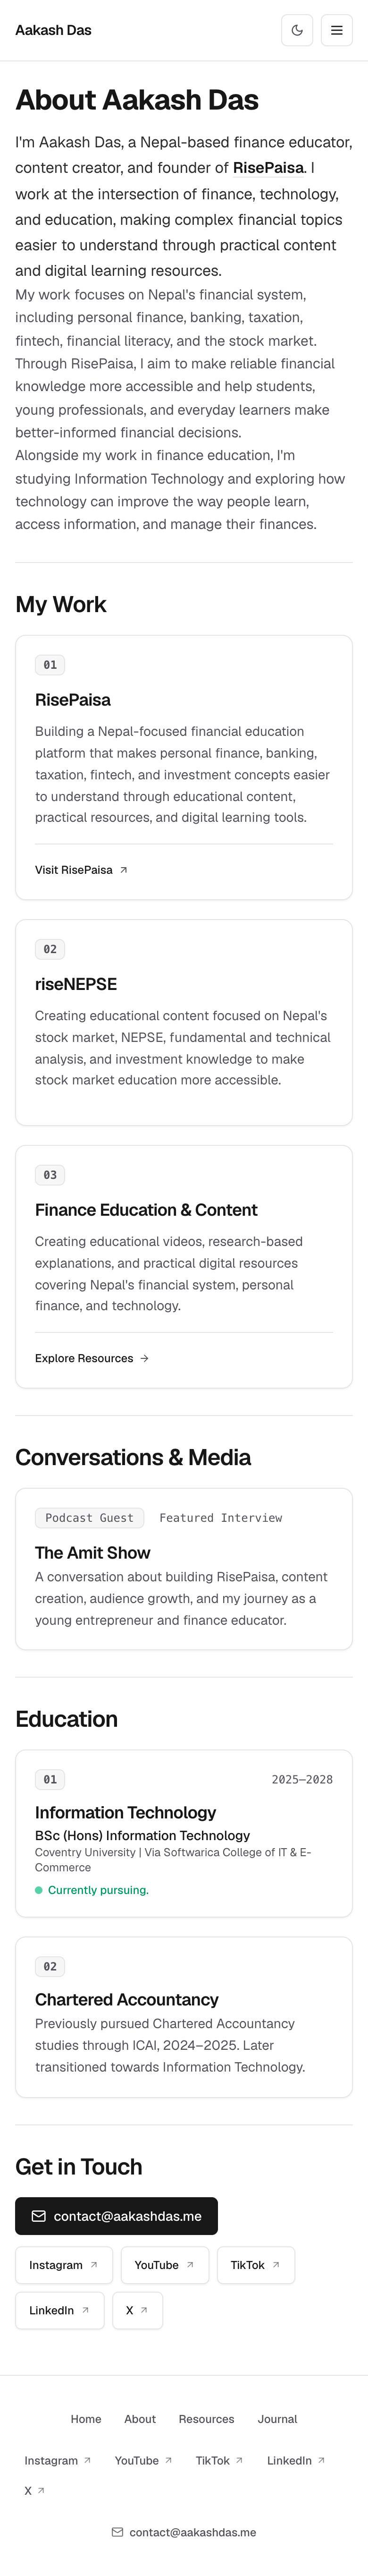 Aakash Das
About Aakash Das
I'm Aakash Das, a Nepal-based finance educator,
content creator, and founder of RisePaisa. I
work at the intersection of finance, technology,
and education, making complex financial topics
easier to understand through practical content
and digital learning resources.
My work focuses on Nepal's financial system,
including personal finance, banking, taxation,
fintech, financial literacy, and the stock market.
Through RisePaisa, I aim to make reliable financial
knowledge more accessible and help students,
young professionals, and everyday learners make
better-informed financial decisions.
Alongside my work in finance education, I'm
studying Information Technology and exploring how
technology can improve the way people learn,
access information, and manage their finances.
My Work
01
RisePaisa
Building a Nepal-focused financial education
platform that makes personal finance, banking,
taxation, fintech, and investment concepts easier
to understand through educational content,
practical resources, and digital learning tools.
Visit RisePaisa ↗
02
riseNEPSE
Creating educational content focused on Nepal's
stock market, NEPSE, fundamental and technical
analysis, and investment knowledge to make
stock market education more accessible.
03
Finance Education & Content
Creating educational videos, research-based
explanations, and practical digital resources
covering Nepal's financial system, personal
finance, and technology.
Explore Resources →
Conversations & Media
Podcast Guest Featured Interview
The Amit Show
A conversation about building RisePaisa, content
creation, audience growth, and my journey as a
young entrepreneur and finance educator.
Education
01 2025–2028
Information Technology
BSc (Hons) Information Technology
Coventry University | Via Softwarica College of IT & E-
Commerce
Currently pursuing.
02
Chartered Accountancy
Previously pursued Chartered Accountancy
studies through ICAI, 2024–2025. Later
transitioned towards Information Technology.
Get in Touch
contact@aakashdas.me
Instagram ↗ YouTube ↗ TikTok ↗
LinkedIn ↗ X ↗
Home About Resources Journal
Instagram ↗ YouTube ↗ TikTok ↗ LinkedIn ↗
X ↗
contact@aakashdas.me